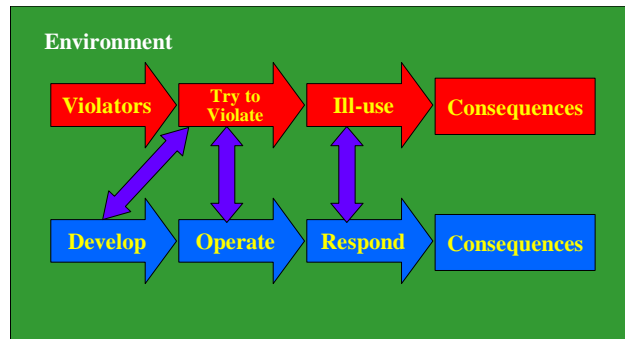 Environment
Violators
Try to
Violate
Ill-use
Consequences
Develop
Operate
Respond
Consequences